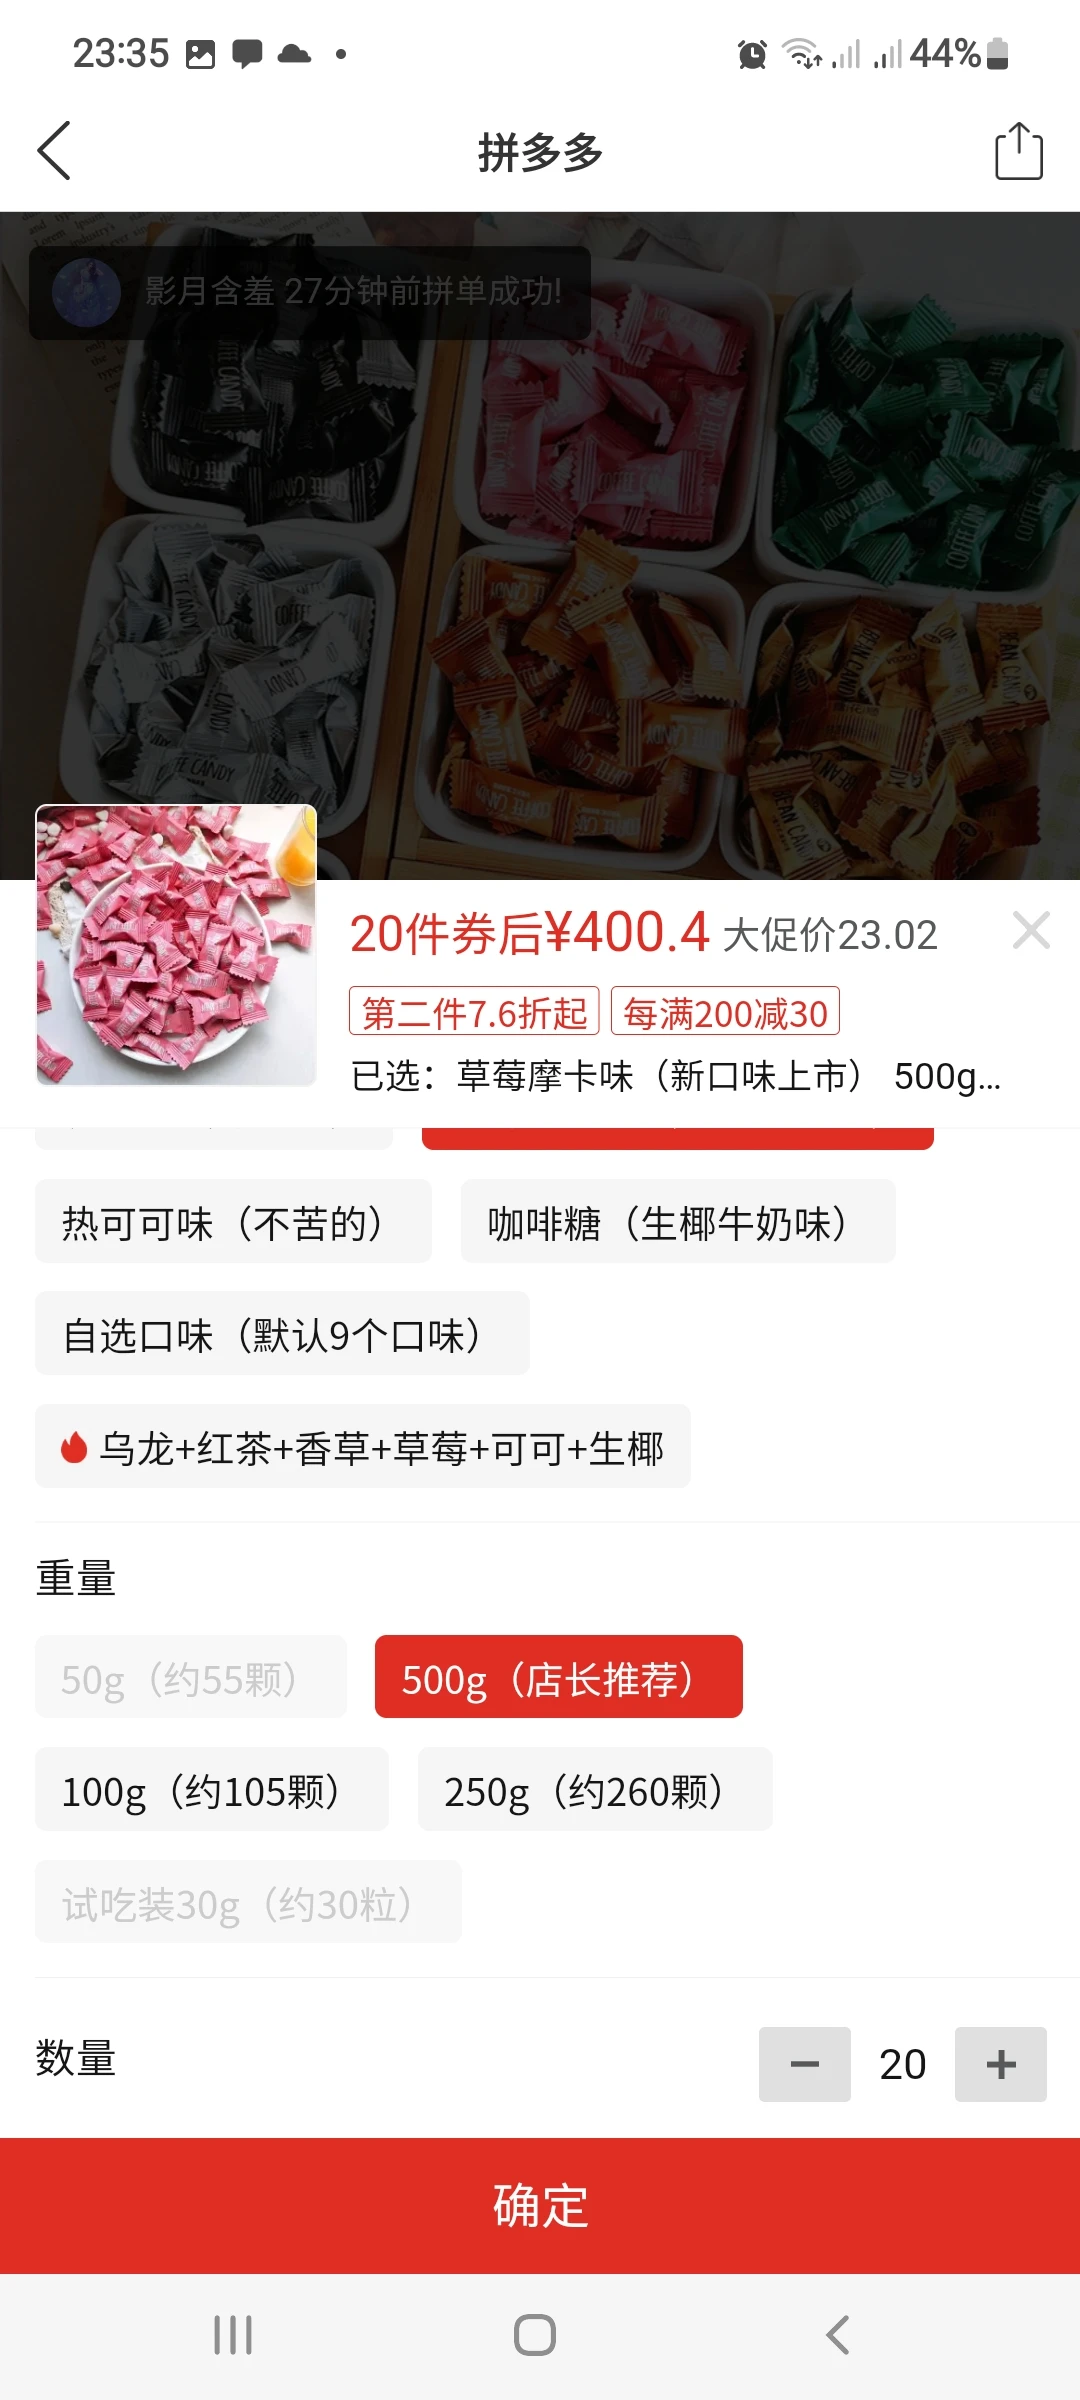 23:35
44%
拼多多
影月含羞 27分钟前拼单成功!
20件券后¥400.4 大促价23.02
第二件7.6折起 每满200减30
已选：草莓摩卡味（新口味上市） 500g...
热可可味（不苦的） 咖啡糖（生椰牛奶味）
自选口味（默认9个口味）
乌龙+红茶+香草+草莓+可可+生椰
重量
50g（约55颗） 500g（店长推荐）
100g（约105颗） 250g（约260颗）
试吃装30g（约30粒）
数量
20
确定